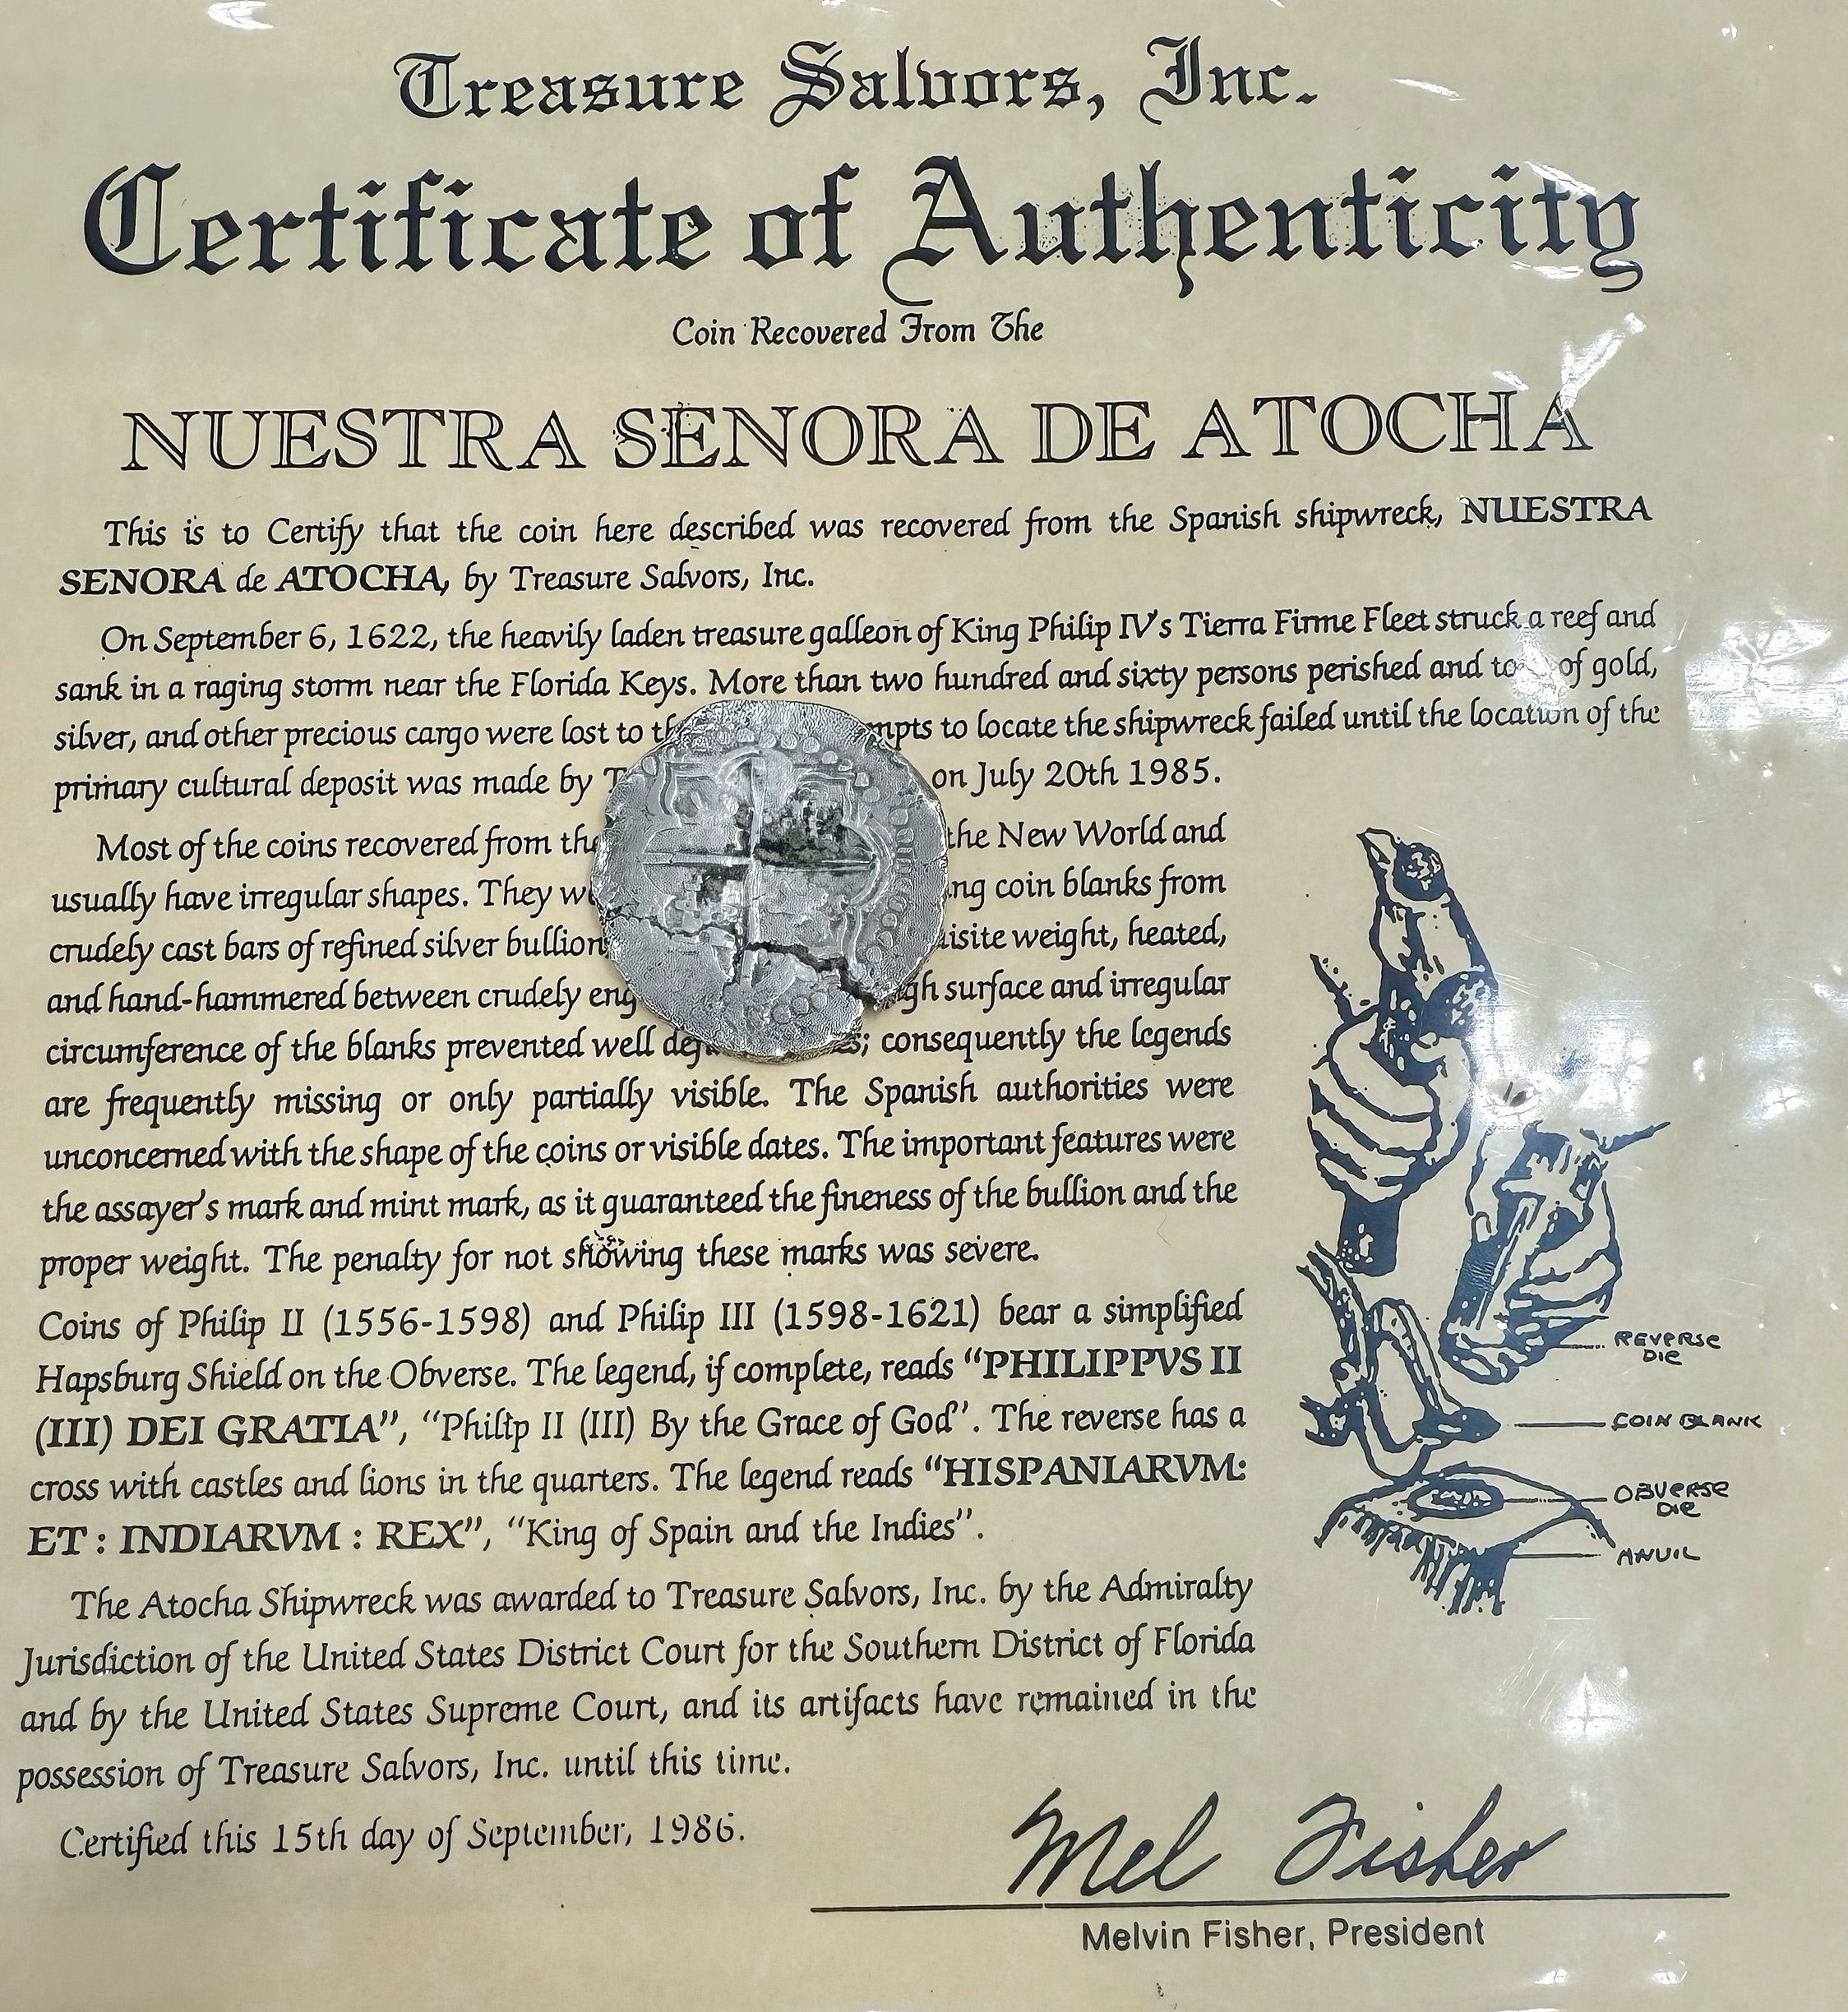 Treasure Salvors, Inc.
Certificate of Authenticity
Coin Recovered From The
NUESTRA SENORA DE ATOCHA
This is to Certify that the coin here described was recovered from the Spanish shipwreck, NUESTRA
SENORA de ATOCHA, by Treasure Salvors, Inc.
On September 6, 1622, the heavily laden treasure galleon of King Philip IV's Tierra Firme Fleet struck a reef and
sank in a raging storm near the Florida Keys. More than two hundred and sixty persons perished and of gold,
silver, and other precious cargo were lost to to locate the shipwreck failed until the location of the
primary cultural deposit was made by on July 20th 1985.
Most of the coins recovered from the New World and
usually have irregular shapes. They coin blanks from
crudely cast bars of refined silver bullion weight, heated,
and hand-hammered between crudely surface and irregular
circumference of the blanks prevented well consequently the legends
are frequently missing or only partially visible. The Spanish authorities were
unconcerned with the shape of the coins or visible dates. The important features were
the assayer's mark and mint mark, as it guaranteed the fineness of the bullion and the
proper weight. The penalty for not showing these marks was severe.
Coins of Philip II (1556-1598) and Philip III (1598-1621) bear a simplified
Hapsburg Shield on the Obverse. The legend, if complete, reads "PHILIPPVS II
(III) DEI GRATIA", "Philip II (III) By the Grace of God". The reverse has a
cross with castles and lions in the quarters. The legend reads "HISPANIARVM:
ET : INDIARVM : REX", "King of Spain and the Indies".
REVERSE
DIE
COIN BLANK
OBVERSE
DIE
ANVIL
The Atocha Shipwreck was awarded to Treasure Salvors, Inc. by the Admiralty
Jurisdiction of the United States District Court for the Southern District of Florida
and by the United States Supreme Court, and its artifacts have remained in the
possession of Treasure Salvors, Inc. until this time.
Certified this 15th day of September, 1986.
Mel Fisher
Melvin Fisher, President